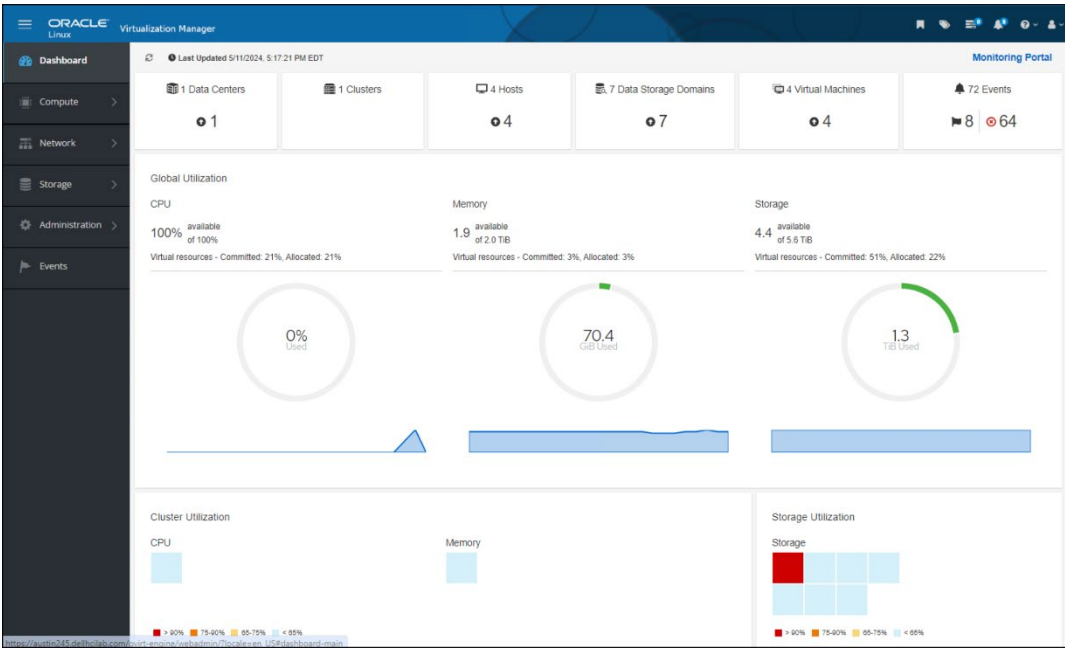 ORACLE
Linux
Virtualization Manager
Dashboard
Compute
Network
Storage
Administration
Events
Last Updated 5/11/2024, 5:17:21 PM EDT
Monitoring Portal
1 Data Centers
1
1 Clusters
4 Hosts
4
7 Data Storage Domains
7
4 Virtual Machines
4
72 Events
8 64
Global Utilization
CPU
100% available
of 100%
Virtual resources - Committed: 21%, Allocated: 21%
0%
Used
Memory
1.9 available
of 2.0 TiB
Virtual resources - Committed: 3%, Allocated: 3%
70.4
GiB Used
Storage
4.4 available
of 5.6 TiB
Virtual resources - Committed: 51%, Allocated: 22%
1.3
TiB Used
Cluster Utilization
CPU
Memory
> 90% 75-90% 65-75% < 65%
Storage Utilization
Storage
> 90% 75-90% 65-75% < 65%
https://austin245.dellhcilab.com/ovirt-engine/webadmin/?locale=en_US#dashboard-main